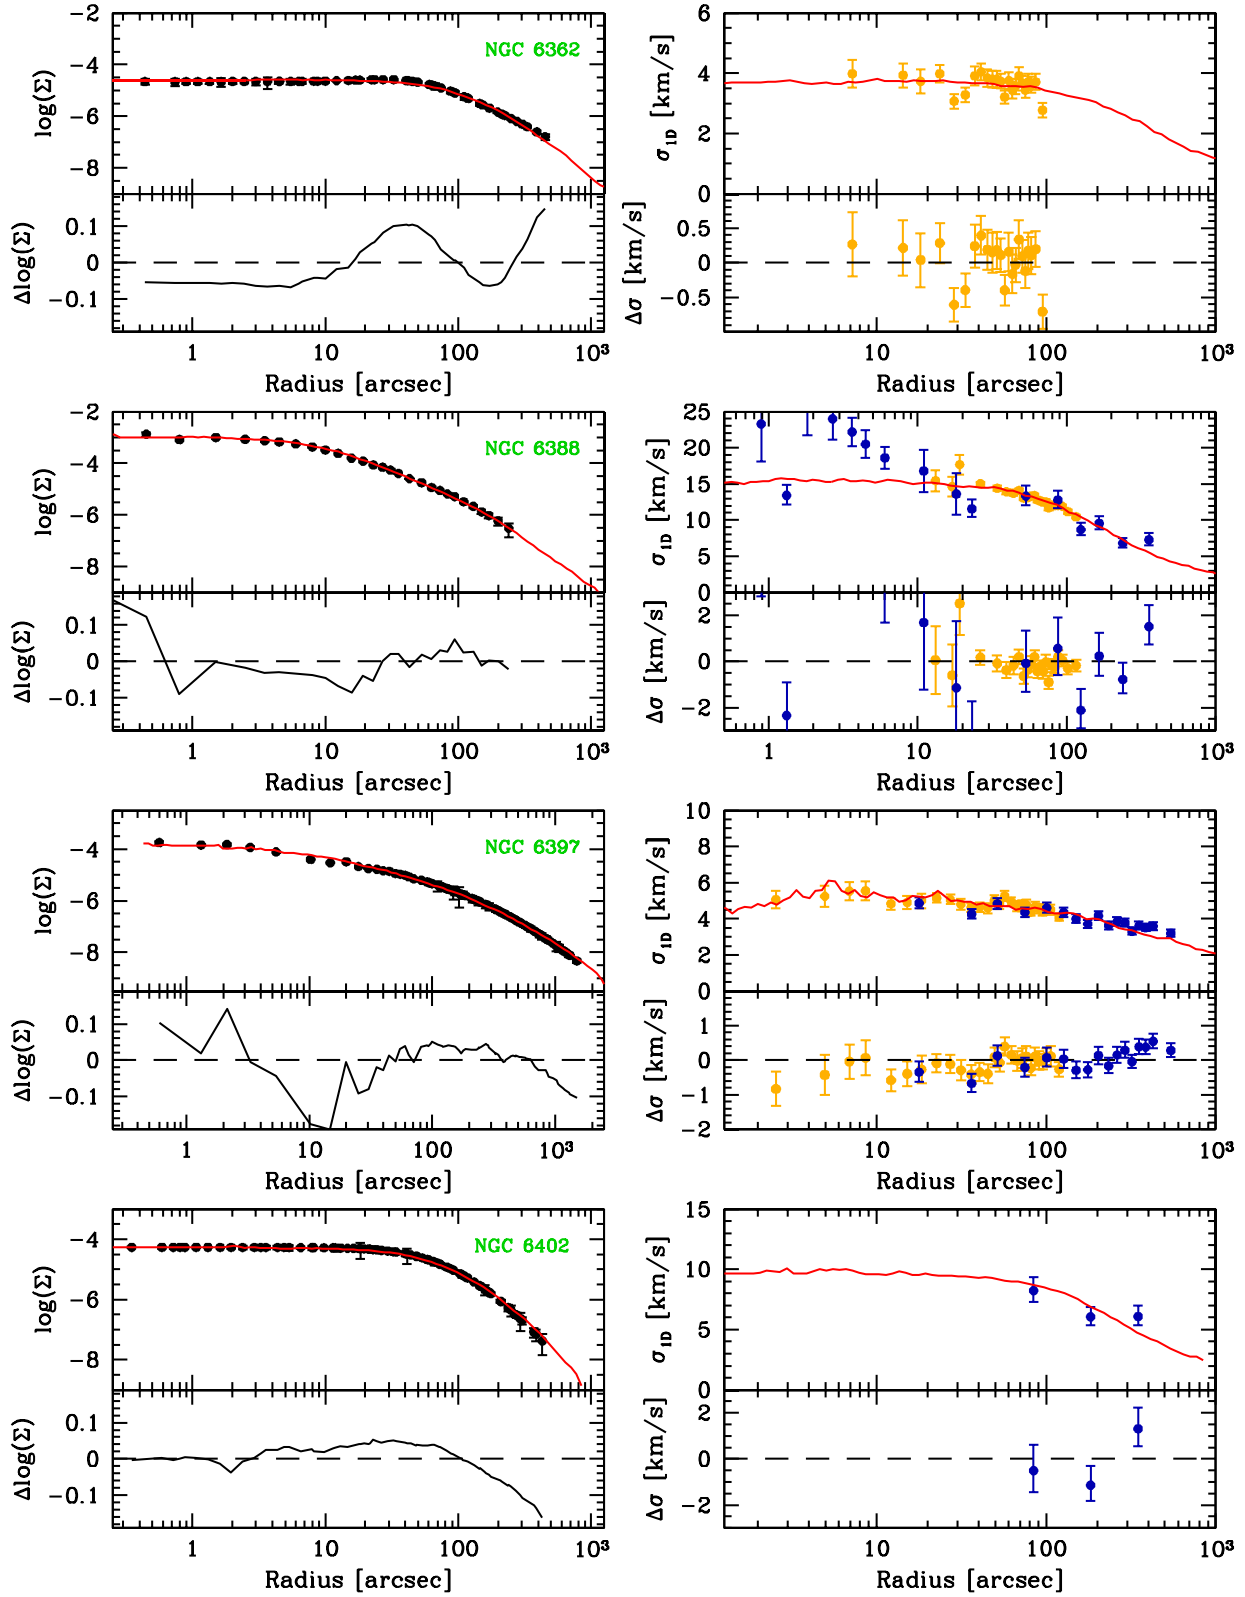 −2
−4
−6
−8
log(Σ)
NGC 6362
6
4
2
0
σ1D [km/s]
0.1
0
−0.1
Δlog(Σ)
0.5
0
−0.5
Δσ [km/s]
1 10 100 10³
Radius [arcsec]
10 100 10³
Radius [arcsec]
−2
−4
−6
−8
log(Σ)
NGC 6388
25
20
15
10
5
0
σ1D [km/s]
0.1
0
−0.1
Δlog(Σ)
2
0
−2
Δσ [km/s]
1 10 100 10³
Radius [arcsec]
1 10 100 10³
Radius [arcsec]
−4
−6
−8
log(Σ)
NGC 6397
10
8
6
4
2
0
σ1D [km/s]
0.1
0
−0.1
Δlog(Σ)
1
0
−1
−2
Δσ [km/s]
1 10 100 10³
Radius [arcsec]
10 100 10³
Radius [arcsec]
−4
−6
−8
log(Σ)
NGC 6402
15
10
5
0
σ1D [km/s]
0.1
0
−0.1
Δlog(Σ)
2
0
−2
Δσ [km/s]
1 10 100 10³
Radius [arcsec]
10 100 10³
Radius [arcsec]